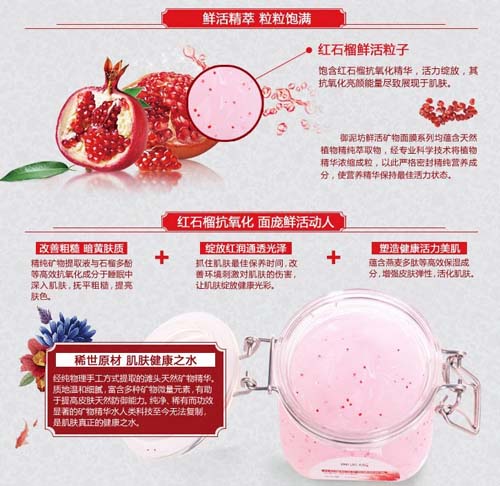 鲜活精萃 粒粒饱满
红石榴鲜活粒子
饱含红石榴抗氧化精华，活力绽放，其
抗氧化亮颜能量尽致展现于肌肤。
御泥坊鲜活矿物面膜系列均蕴含天然
植物精纯萃取物，经专业科学技术将植物
精华浓缩成粒，以此严格密封精纯营养成
分，使营养精华保持最佳活力状态。
红石榴抗氧化 面庞鲜活动人
改善粗糙 暗黄肤质
精纯矿物提取液与石榴多酚
等高效抗氧化成分于睡眠中
深入肌肤，抚平粗糙，提亮
肤色。
+
绽放红润通透光泽
抓住肌肤最佳保养时间，改
善环境刺激对肌肤的伤害，
让肌肤绽放健康光彩。
+
塑造健康活力美肌
蕴含燕麦多肽等高效保湿成
分，增强皮肤弹性，活化肌肤。
稀世原材 肌肤健康之水
经纯物理手工方式提取的滩头天然矿物精华。
质地温和细腻，富含多种矿物微量元素，有助
于提高皮肤天然防御能力。纯净、稀有而功效
显著的矿物精华水人类科技至今无法复制，
是肌肤真正的健康之水。